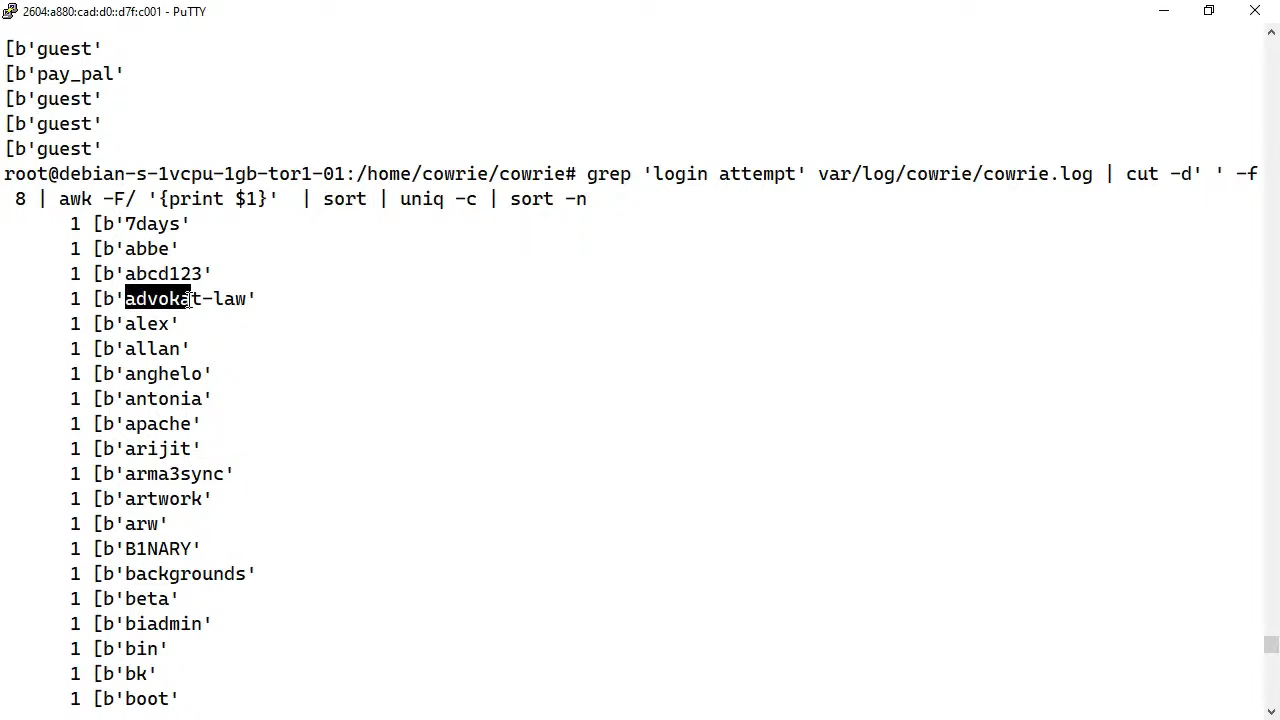 2604:a880:cad:d0::d7f:c001 - PuTTY
[b'guest'
[b'pay_pal'
[b'guest'
[b'guest'
[b'guest'
root@debian-s-1vcpu-1gb-tor1-01:/home/cowrie/cowrie# grep 'login attempt' var/log/cowrie/cowrie.log | cut -d' ' -f
8 | awk -F/ '{print $1}'  | sort | uniq -c | sort -n
1 [b'7days'
1 [b'abbe'
1 [b'abcd123'
1 [b'advokat-law'
1 [b'alex'
1 [b'allan'
1 [b'anghelo'
1 [b'antonia'
1 [b'apache'
1 [b'arijit'
1 [b'arma3sync'
1 [b'artwork'
1 [b'arw'
1 [b'B1NARY'
1 [b'backgrounds'
1 [b'beta'
1 [b'biadmin'
1 [b'bin'
1 [b'bk'
1 [b'boot'